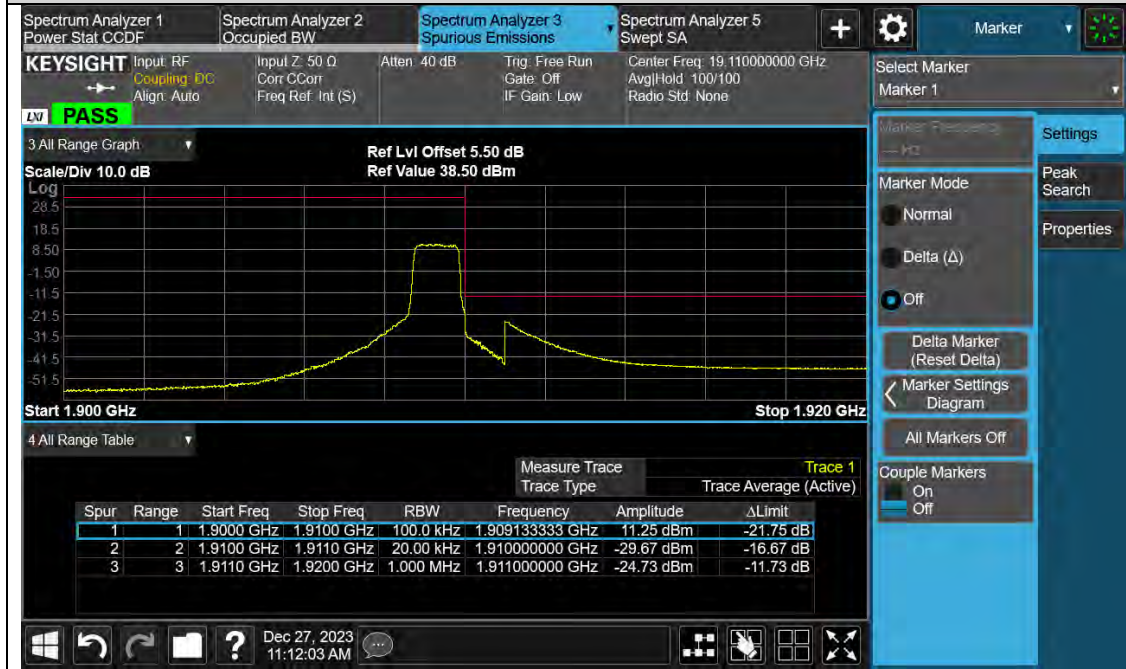 Spectrum Analyzer 1
Power Stat CCDF
Spectrum Analyzer 2
Occupied BW
Spectrum Analyzer 3
Spurious Emissions
Spectrum Analyzer 5
Swept SA
+
Marker
KEYSIGHT
LXI PASS
Input: RF
Coupling: DC
Align: Auto
Input Z: 50 Ω
Corr CCorr
Freq Ref: Int (S)
Atten: 40 dB
Trig: Free Run
Gate: Off
IF Gain: Low
Center Freq: 19.110000000 GHz
Avg|Hold: 100/100
Radio Std: None
Select Marker
Marker 1
3 All Range Graph
Scale/Div 10.0 dB
Ref Lvl Offset 5.50 dB
Ref Value 38.50 dBm
Log
28.5
18.5
8.50
-1.50
-11.5
-21.5
-31.5
-41.5
-51.5
Start 1.900 GHz
Stop 1.920 GHz
Marker Frequency
--- Hz
Marker Mode
Normal
Delta (Δ)
Off
Delta Marker
(Reset Delta)
Marker Settings
Diagram
All Markers Off
Couple Markers
On
Off
Settings
Peak
Search
Properties
4 All Range Table
Measure Trace Trace 1
Trace Type Trace Average (Active)
Spur Range Start Freq Stop Freq RBW Frequency Amplitude ΔLimit
1 1 1.9000 GHz 1.9100 GHz 100.0 kHz 1.909133333 GHz 11.25 dBm -21.75 dB
2 2 1.9100 GHz 1.9110 GHz 20.00 kHz 1.910000000 GHz -29.67 dBm -16.67 dB
3 3 1.9110 GHz 1.9200 GHz 1.000 MHz 1.911000000 GHz -24.73 dBm -11.73 dB
?
Dec 27, 2023
11:12:03 AM